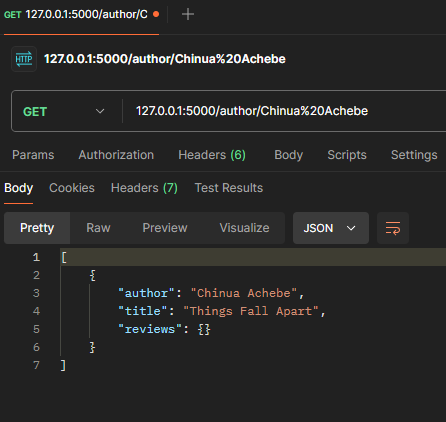 GET 127.0.0.1:5000/author/C
HTTP 127.0.0.1:5000/author/Chinua%20Achebe
GET 127.0.0.1:5000/author/Chinua%20Achebe
Params Authorization Headers (6) Body Scripts Settings
Body Cookies Headers (7) Test Results
Pretty Raw Preview Visualize JSON
1 [
2 {
3 "author": "Chinua Achebe",
4 "title": "Things Fall Apart",
5 "reviews": {}
6 }
7 ]